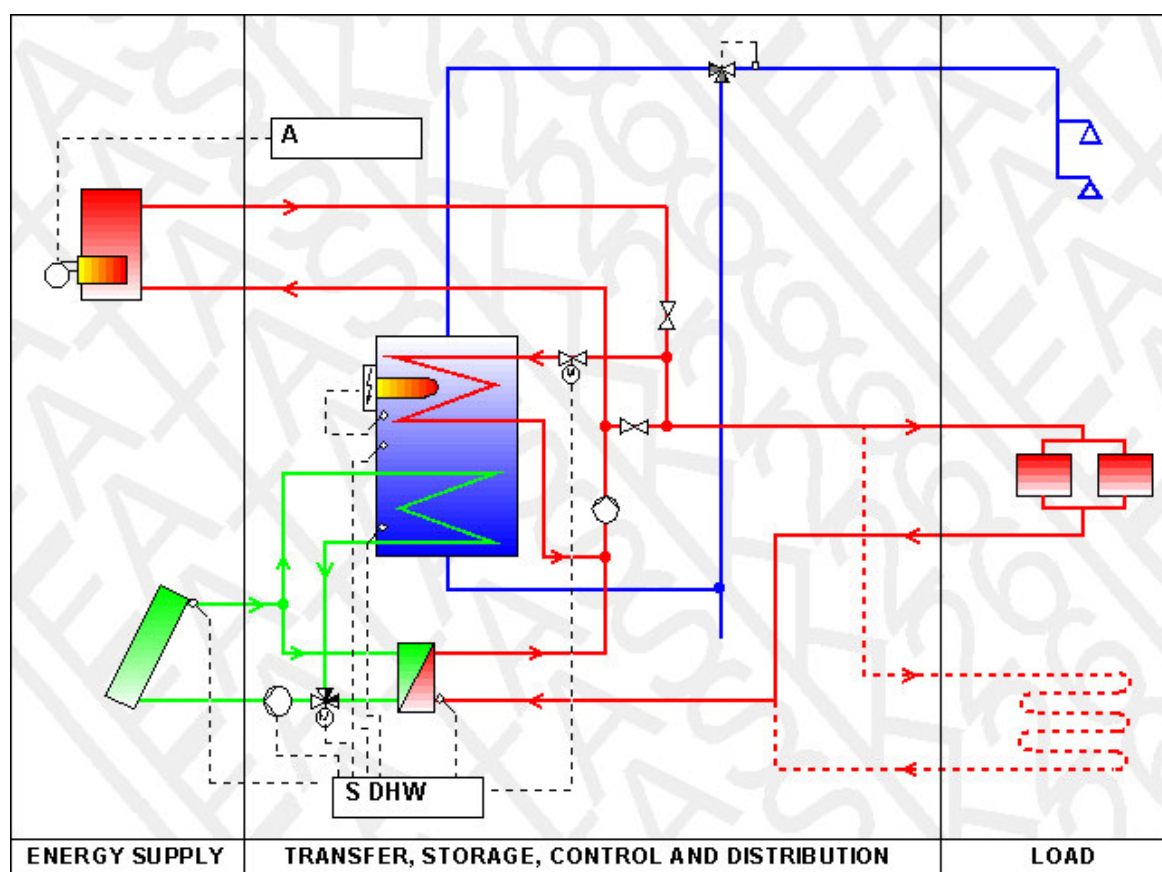 A
S DHW
ENERGY SUPPLY
TRANSFER, STORAGE, CONTROL AND DISTRIBUTION
LOAD